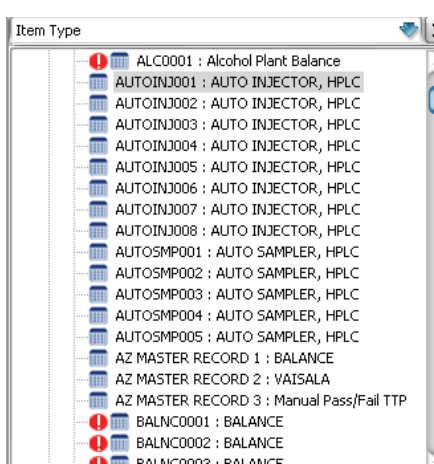 Item Type
ALC0001 : Alcohol Plant Balance
AUTOINJ001 : AUTO INJECTOR, HPLC
AUTOINJ002 : AUTO INJECTOR, HPLC
AUTOINJ003 : AUTO INJECTOR, HPLC
AUTOINJ004 : AUTO INJECTOR, HPLC
AUTOINJ005 : AUTO INJECTOR, HPLC
AUTOINJ006 : AUTO INJECTOR, HPLC
AUTOINJ007 : AUTO INJECTOR, HPLC
AUTOINJ008 : AUTO INJECTOR, HPLC
AUTOSMP001 : AUTO SAMPLER, HPLC
AUTOSMP002 : AUTO SAMPLER, HPLC
AUTOSMP003 : AUTO SAMPLER, HPLC
AUTOSMP004 : AUTO SAMPLER, HPLC
AUTOSMP005 : AUTO SAMPLER, HPLC
AZ MASTER RECORD 1 : BALANCE
AZ MASTER RECORD 2 : VAISALA
AZ MASTER RECORD 3 : Manual Pass/Fail TTP
BALNC0001 : BALANCE
BALNC0002 : BALANCE
BALNC0003 : BALANCE